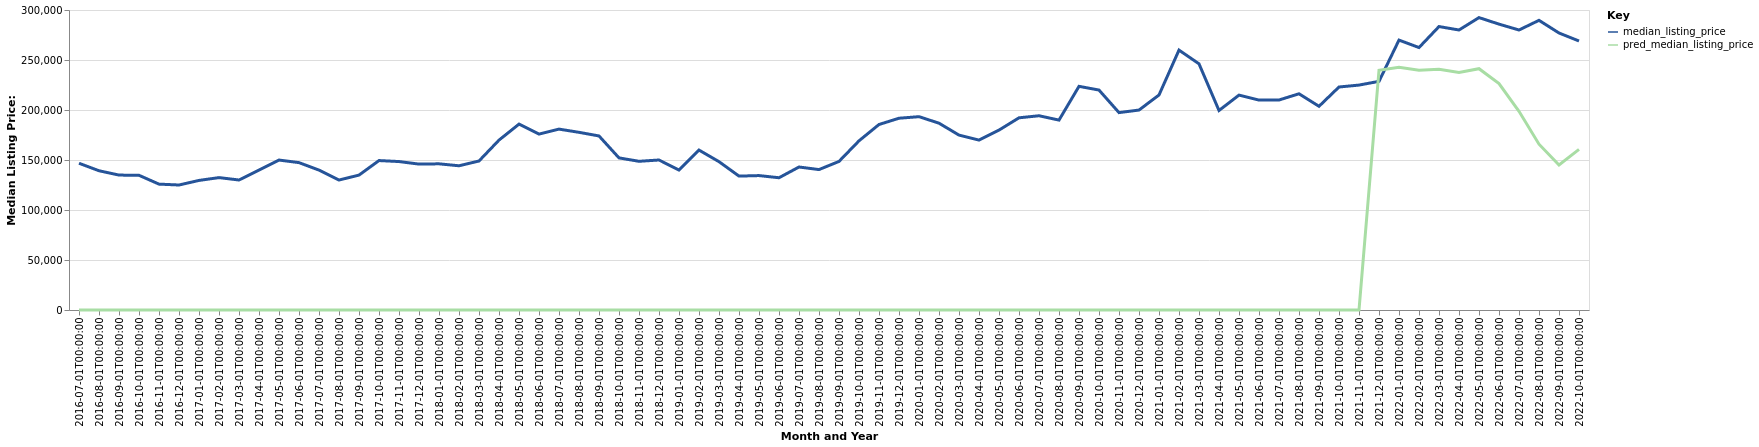 300,000
250,000
200,000
150,000
100,000
50,000
0
Median Listing Price:
2016-07-01T00:00:00
2016-08-01T00:00:00
2016-09-01T00:00:00
2016-10-01T00:00:00
2016-11-01T00:00:00
2016-12-01T00:00:00
2017-01-01T00:00:00
2017-02-01T00:00:00
2017-03-01T00:00:00
2017-04-01T00:00:00
2017-05-01T00:00:00
2017-06-01T00:00:00
2017-07-01T00:00:00
2017-08-01T00:00:00
2017-09-01T00:00:00
2017-10-01T00:00:00
2017-11-01T00:00:00
2017-12-01T00:00:00
2018-01-01T00:00:00
2018-02-01T00:00:00
2018-03-01T00:00:00
2018-04-01T00:00:00
2018-05-01T00:00:00
2018-06-01T00:00:00
2018-07-01T00:00:00
2018-08-01T00:00:00
2018-09-01T00:00:00
2018-10-01T00:00:00
2018-11-01T00:00:00
2018-12-01T00:00:00
2019-01-01T00:00:00
2019-02-01T00:00:00
2019-03-01T00:00:00
2019-04-01T00:00:00
2019-05-01T00:00:00
2019-06-01T00:00:00
2019-07-01T00:00:00
2019-08-01T00:00:00
2019-09-01T00:00:00
2019-10-01T00:00:00
2019-11-01T00:00:00
2019-12-01T00:00:00
2020-01-01T00:00:00
2020-02-01T00:00:00
2020-03-01T00:00:00
2020-04-01T00:00:00
2020-05-01T00:00:00
2020-06-01T00:00:00
2020-07-01T00:00:00
2020-08-01T00:00:00
2020-09-01T00:00:00
2020-10-01T00:00:00
2020-11-01T00:00:00
2020-12-01T00:00:00
2021-01-01T00:00:00
2021-02-01T00:00:00
2021-03-01T00:00:00
2021-04-01T00:00:00
2021-05-01T00:00:00
2021-06-01T00:00:00
2021-07-01T00:00:00
2021-08-01T00:00:00
2021-09-01T00:00:00
2021-10-01T00:00:00
2021-11-01T00:00:00
2021-12-01T00:00:00
2022-01-01T00:00:00
2022-02-01T00:00:00
2022-03-01T00:00:00
2022-04-01T00:00:00
2022-05-01T00:00:00
2022-06-01T00:00:00
2022-07-01T00:00:00
2022-08-01T00:00:00
2022-09-01T00:00:00
2022-10-01T00:00:00
Month and Year
Key
median_listing_price
pred_median_listing_price